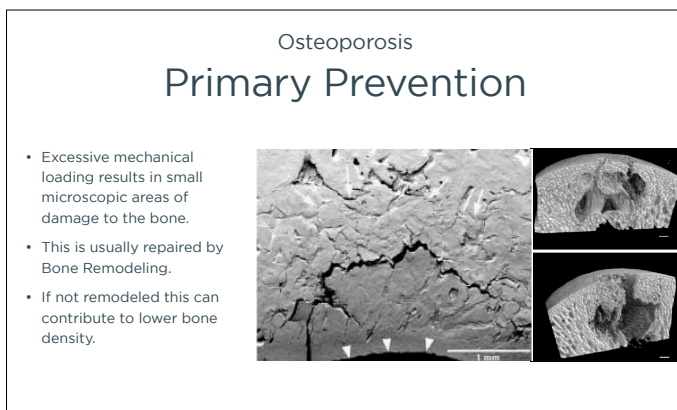 Osteoporosis
Primary Prevention
• Excessive mechanical
loading results in small
microscopic areas of
damage to the bone.
• This is usually repaired by
Bone Remodeling.
• If not remodeled this can
contribute to lower bone
density.
1 mm